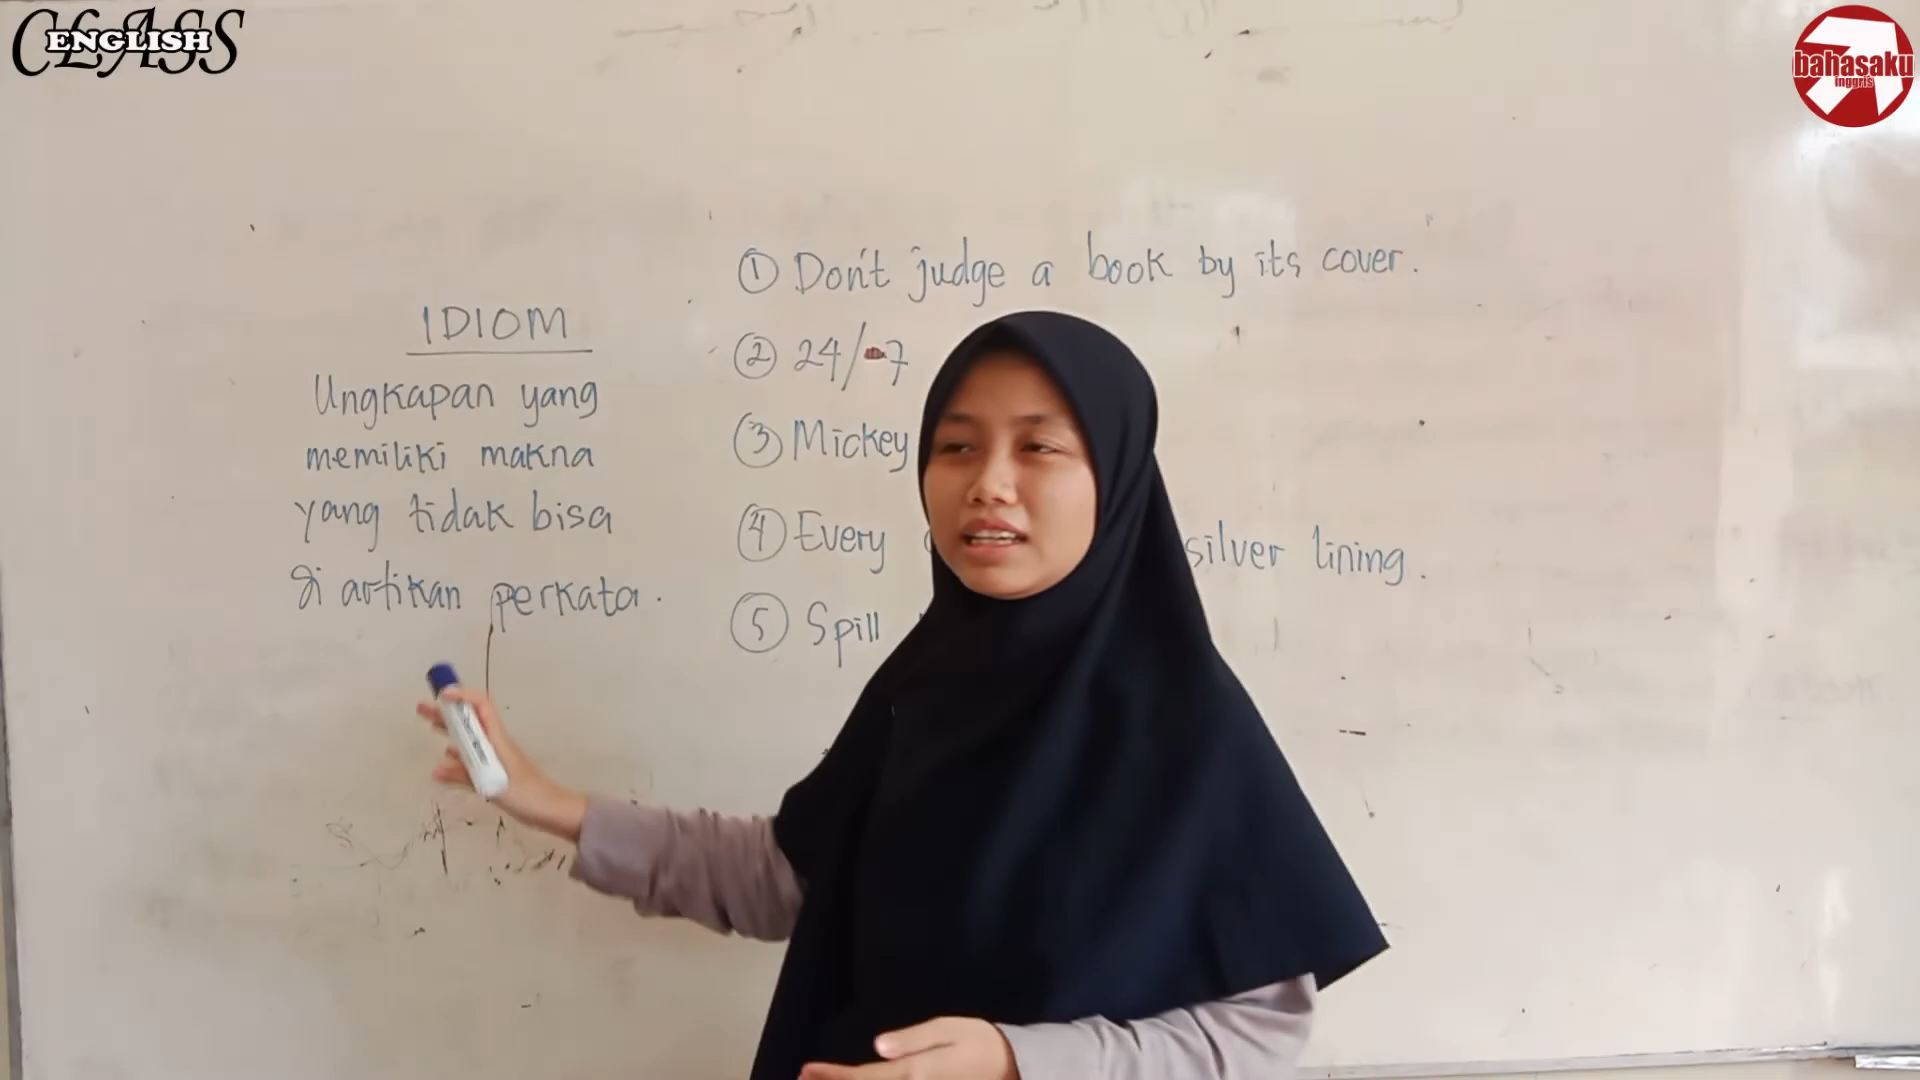 CLASS
ENGLISH
bahasaku
inggris
IDIOM
Ungkapan yang
memiliki makna
yang tidak bisa
di artikan perkata.
① Don't judge a book by its cover.
② 24/7
③ Mickey
④ Every silver lining.
⑤ Spill